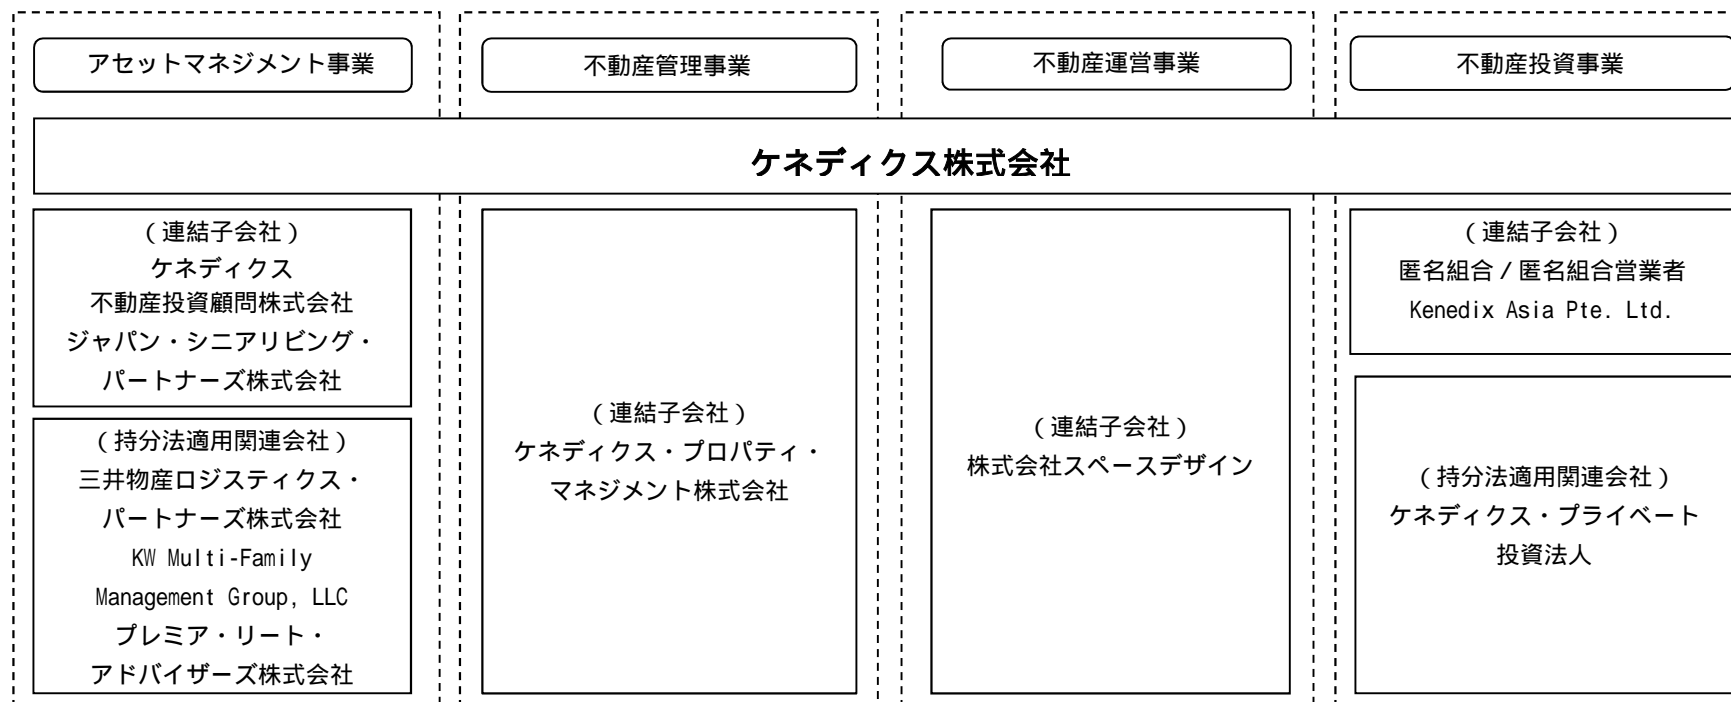 アセットマネジメント事業
不動産管理事業
不動産運営事業
不動産投資事業
ケネディクス株式会社
（連結子会社）
ケネディクス
不動産投資顧問株式会社
ジャパン・シニアリビング・
パートナーズ株式会社
（持分法適用関連会社）
三井物産ロジスティクス・
パートナーズ株式会社
KW Multi-Family
Management Group, LLC
プレミア・リート・
アドバイザーズ株式会社
（連結子会社）
ケネディクス・プロパティ・
マネジメント株式会社
（連結子会社）
株式会社スペースデザイン
（連結子会社）
匿名組合／匿名組合営業者
Kenedix Asia Pte. Ltd.
（持分法適用関連会社）
ケネディクス・プライベート
投資法人